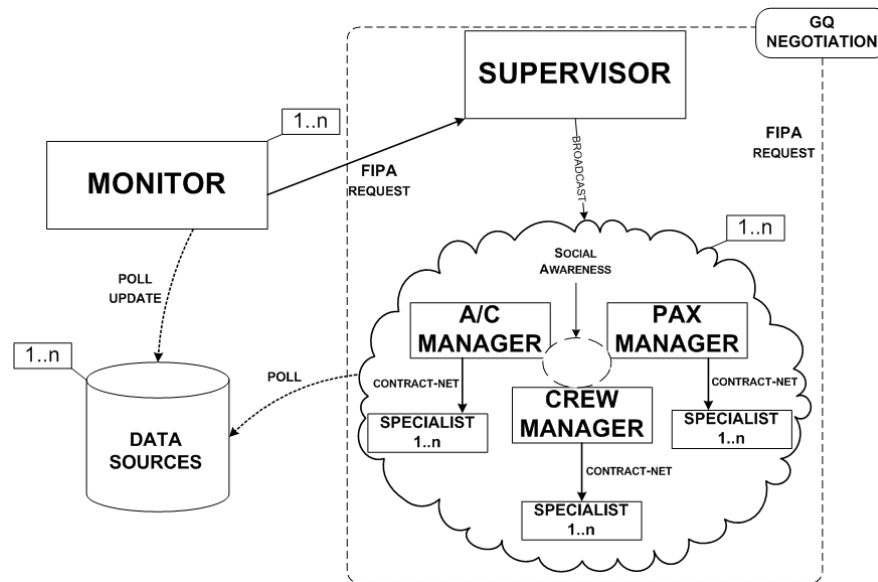 GQ
NEGOTIATION
SUPERVISOR
1..n
MONITOR
FIPA
REQUEST
BROADCAST
FIPA
REQUEST
1..n
SOCIAL
AWARENESS
POLL
UPDATE
A/C
MANAGER
PAX
MANAGER
1..n
POLL
CONTRACT-NET
CONTRACT-NET
CREW
MANAGER
SPECIALIST
1..n
SPECIALIST
1..n
DATA
SOURCES
CONTRACT-NET
SPECIALIST
1..n